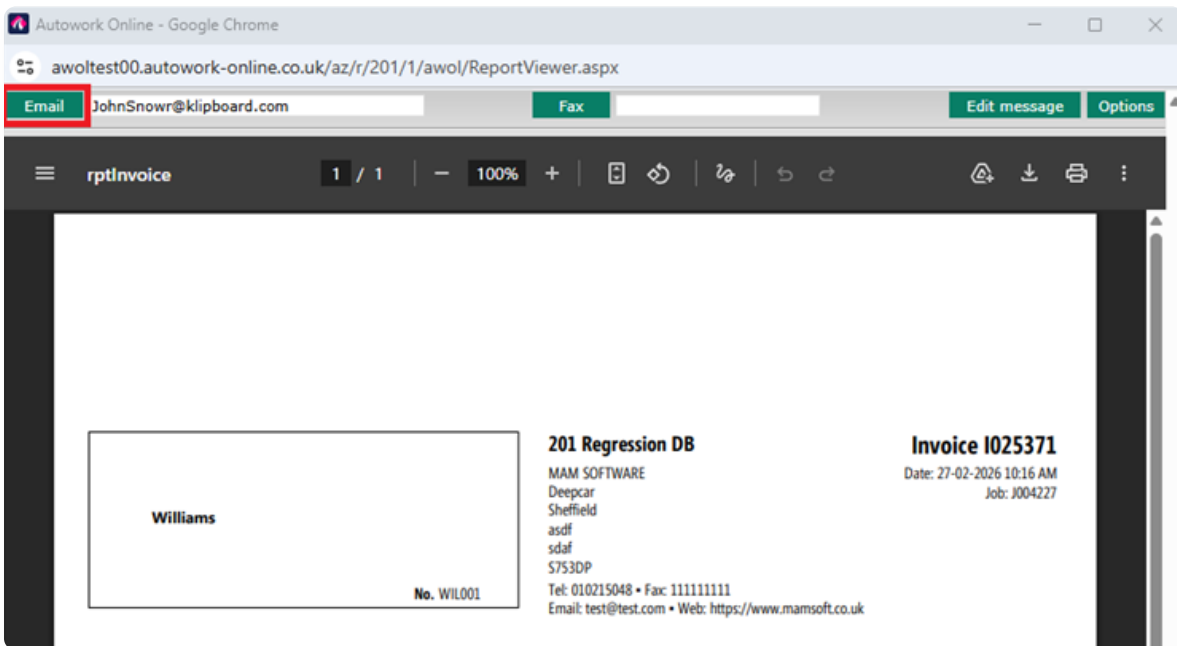 Autowork Online - Google Chrome
awoltest00.autowork-online.co.uk/az/r/201/1/awol/ReportViewer.aspx
Email JohnSnowr@klipboard.com Fax Edit message Options
rptInvoice 1 / 1 100%
201 Regression DB Invoice I025371
MAM SOFTWARE Date: 27-02-2026 10:16 AM
Deepcar Job: J004227
Sheffield
Williams
asdf
sdaf
S753DP
No. WIL001 Tel: 010215048 • Fax: 111111111
Email: test@test.com • Web: https://www.mamsoft.co.uk